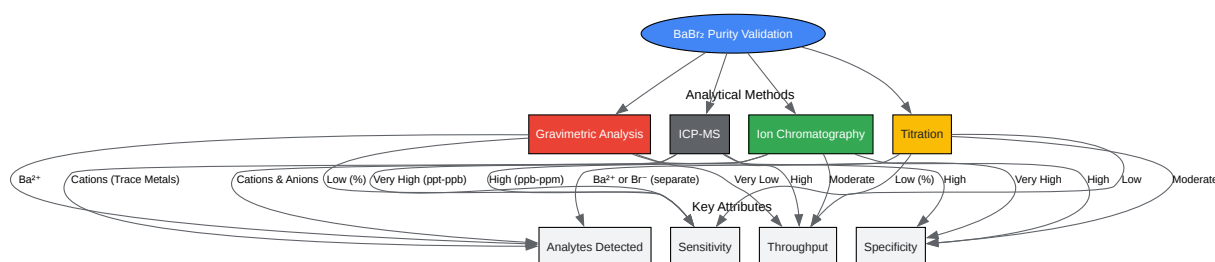 BaBr₂ Purity Validation
Analytical Methods
Gravimetric Analysis
ICP-MS
Ion Chromatography
Titration
Ba²⁺
Cations (Trace Metals)
Cations & Anions
Low (%)
Very High (ppt-ppb)
High (ppb-ppm)
Ba²⁺ or Br⁻ (separate)
Very Low
High
Moderate
Low (%)
High
Very High
High
Low
Moderate
Key Attributes
Analytes Detected
Sensitivity
Throughput
Specificity